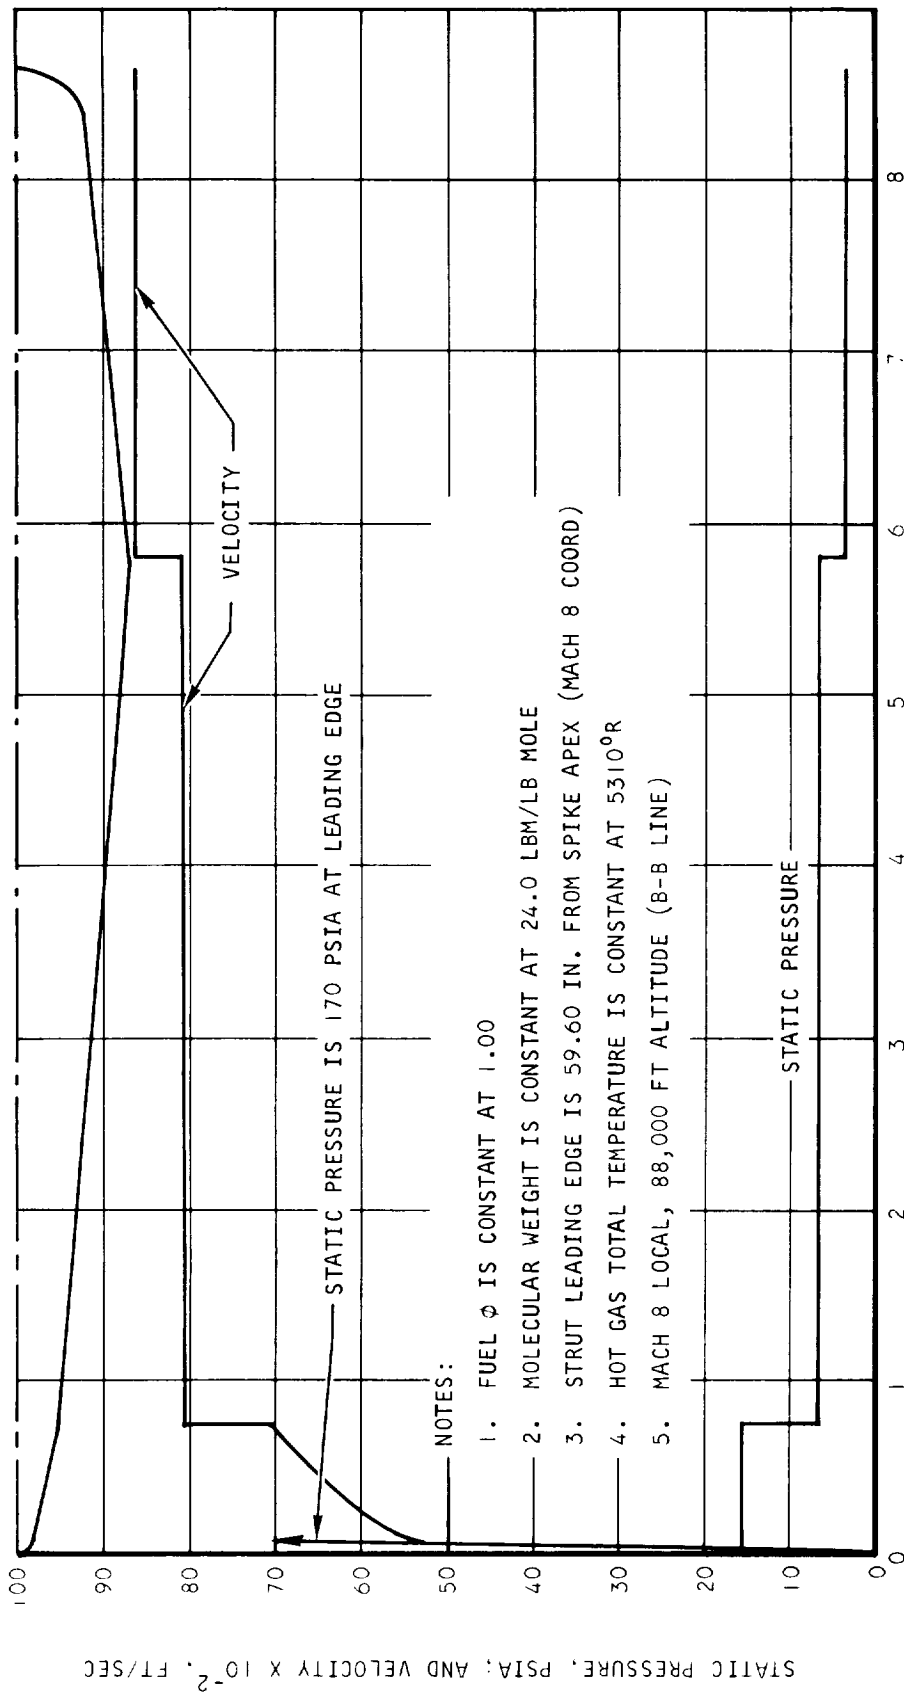 STATIC PRESSURE, PSIA; AND VELOCITY X 10⁻², FT/SEC
100
90
80
70
60
50
40
30
20
10
0
0 1 2 3 4 5 6 7 8
VELOCITY
STATIC PRESSURE IS 170 PSIA AT LEADING EDGE
NOTES:
1. FUEL ϕ IS CONSTANT AT 1.00
2. MOLECULAR WEIGHT IS CONSTANT AT 24.0 LBM/LB MOLE
3. STRUT LEADING EDGE IS 59.60 IN. FROM SPIKE APEX (MACH 8 COORD)
4. HOT GAS TOTAL TEMPERATURE IS CONSTANT AT 5310°R
5. MACH 8 LOCAL, 88,000 FT ALTITUDE (B-B LINE)
STATIC PRESSURE